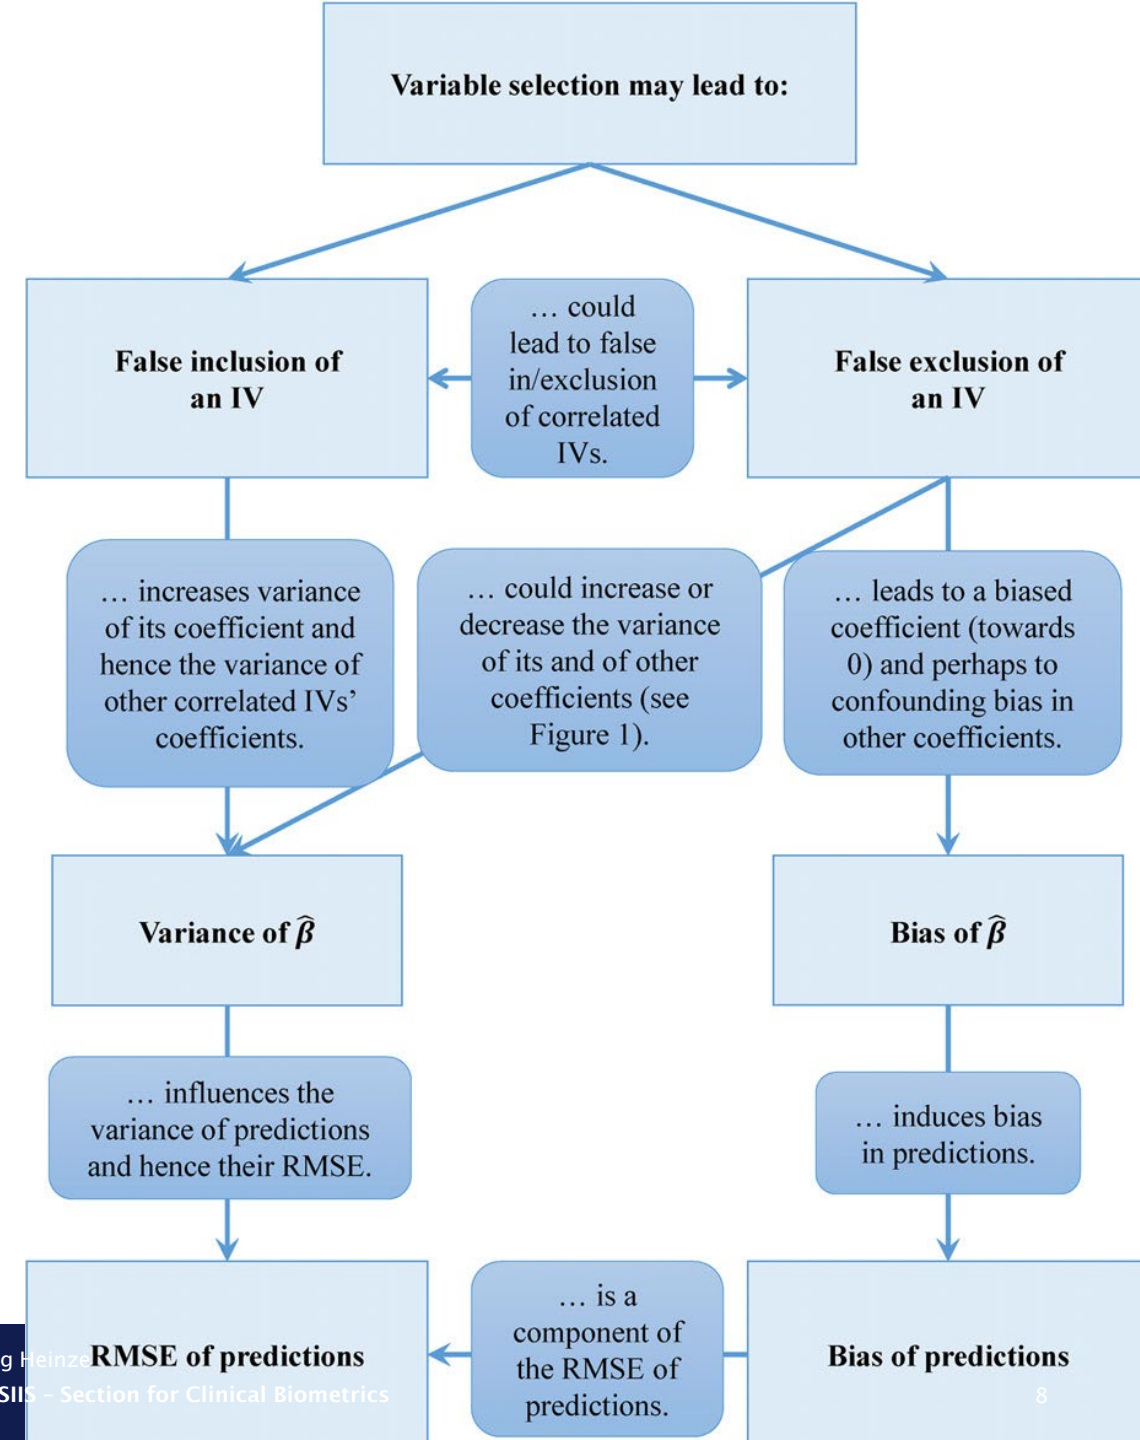 Variable selection may lead to:
False inclusion of
an IV
… could
lead to false
in/exclusion
of correlated
IVs.
False exclusion of
an IV
… increases variance
of its coefficient and
hence the variance of
other correlated IVs’
coefficients.
… could increase or
decrease the variance
of its and of other
coefficients (see
Figure 1).
… leads to a biased
coefficient (towards
0) and perhaps to
confounding bias in
other coefficients.
Variance of β̂
Bias of β̂
… influences the
variance of predictions
and hence their RMSE.
… induces bias
in predictions.
RMSE of predictions
… is a
component of
the RMSE of
predictions.
Bias of predictions
g Heinze
SIIS – Section for Clinical Biometrics
8